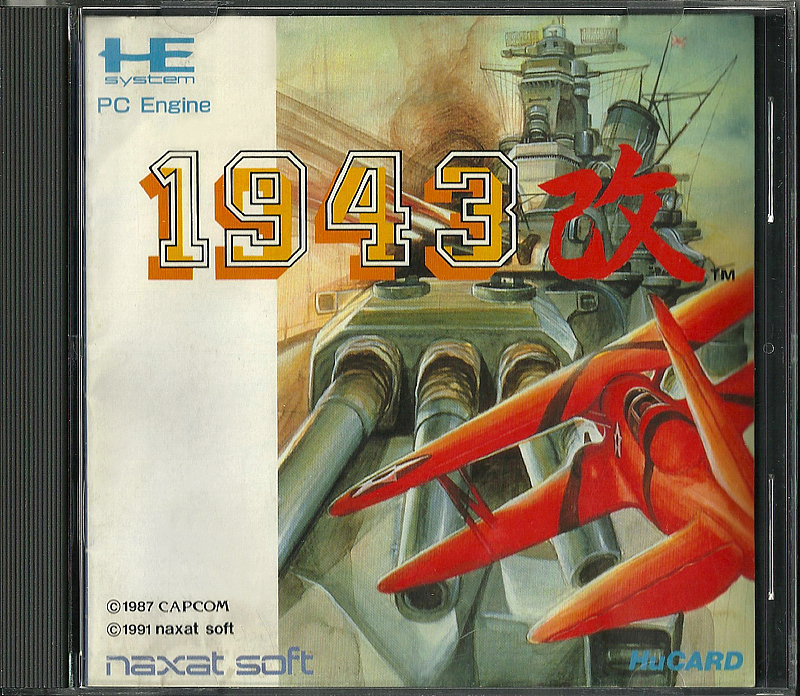 HE
system
PC Engine
1943改
TM
©1987 CAPCOM
©1991 naxat soft
naxat soft
HuCARD